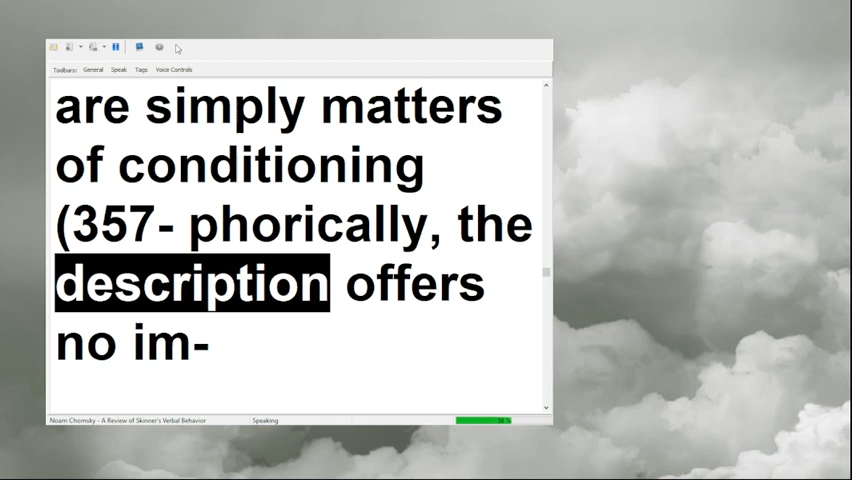 Toolbars: General Speak Tags Voice Controls
are simply matters
of conditioning
(357- phorically, the
description offers
no im-
Noam Chomsky - A Review of Skinner's Verbal Behavior Speaking 58 %